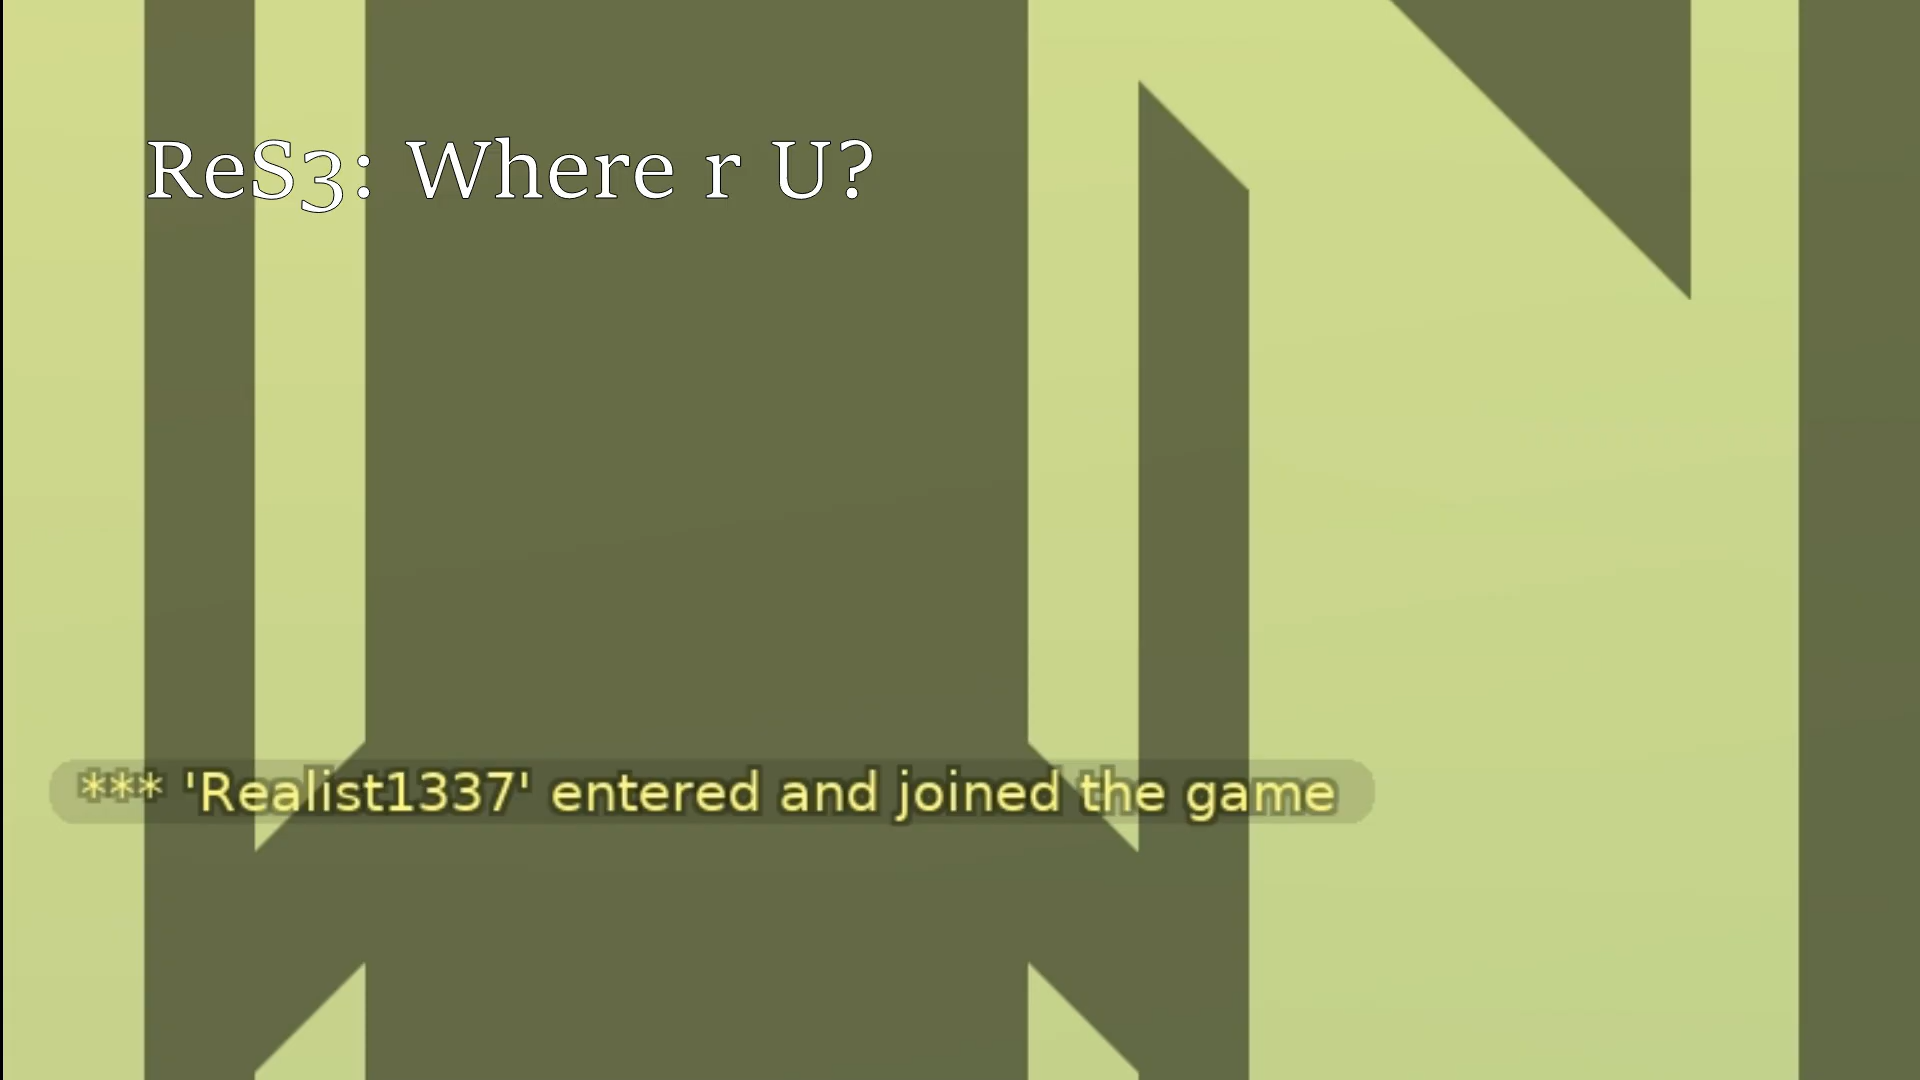 ReS3: Where r U?
*** 'Realist1337' entered and joined the game